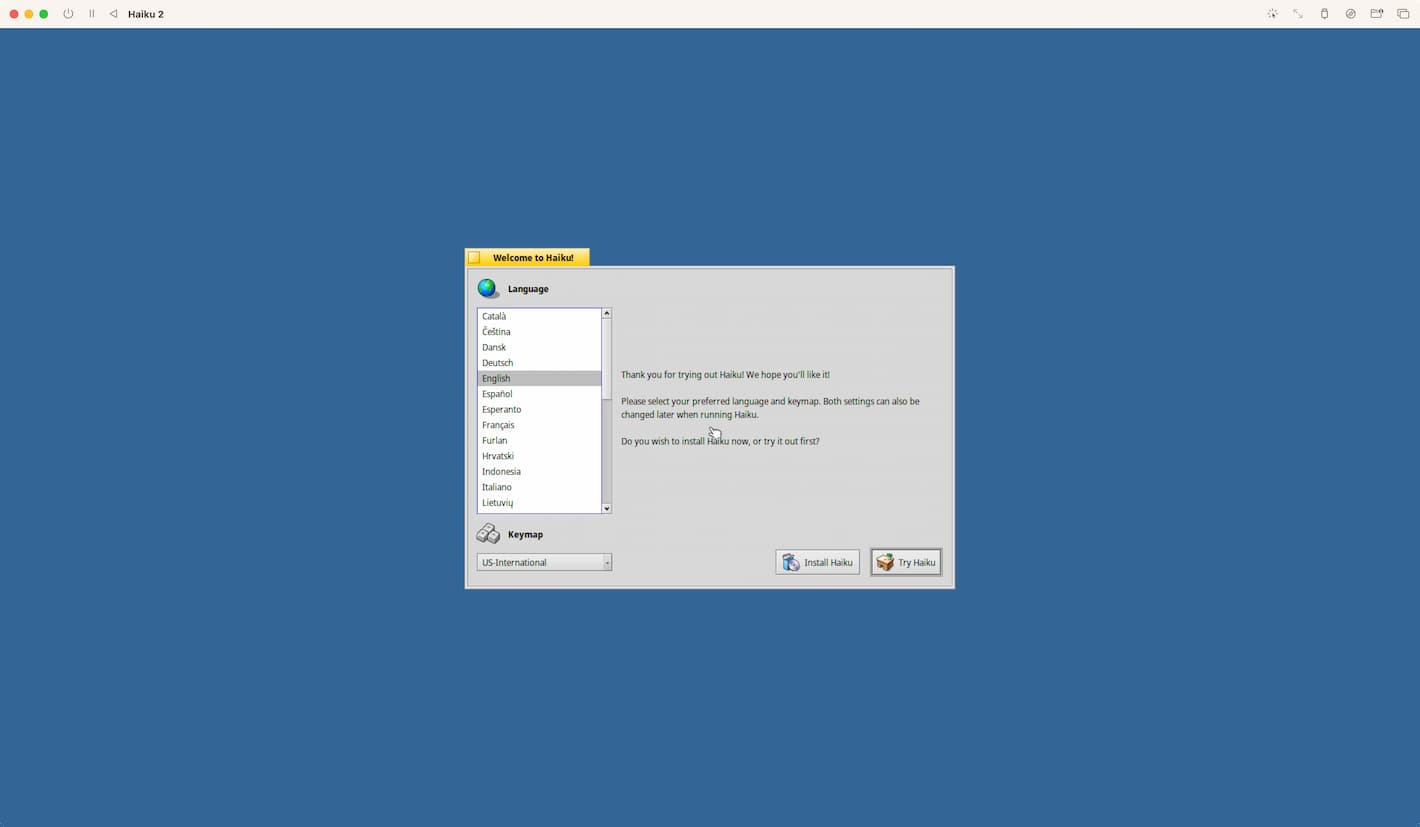 Haiku 2
Welcome to Haiku!
Language
Català
Čeština
Dansk
Deutsch
English
Español
Esperanto
Français
Furlan
Hrvatski
Indonesia
Italiano
Lietuvių
Thank you for trying out Haiku! We hope you'll like it!
Please select your preferred language and keymap. Both settings can also be
changed later when running Haiku.
Do you wish to install Haiku now, or try it out first?
Keymap
US-International
Install Haiku
Try Haiku